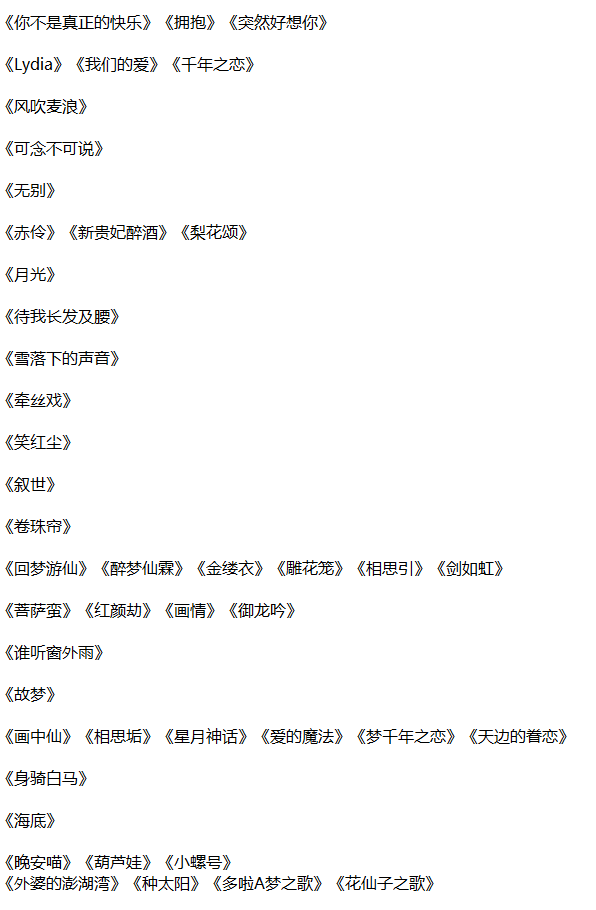 《你不是真正的快乐》《拥抱》《突然好想你》
《Lydia》《我们的爱》《千年之恋》
《风吹麦浪》
《可念不可说》
《无别》
《赤伶》《新贵妃醉酒》《梨花颂》
《月光》
《待我长发及腰》
《雪落下的声音》
《牵丝戏》
《笑红尘》
《叙世》
《卷珠帘》
《回梦游仙》《醉梦仙霖》《金缕衣》《雕花笼》《相思引》《剑如虹》
《菩萨蛮》《红颜劫》《画情》《御龙吟》
《谁听窗外雨》
《故梦》
《画中仙》《相思垢》《星月神话》《爱的魔法》《梦千年之恋》《天边的眷恋》
《身骑白马》
《海底》
《晚安喵》《葫芦娃》《小螺号》
《外婆的澎湖湾》《种太阳》《多啦A梦之歌》《花仙子之歌》